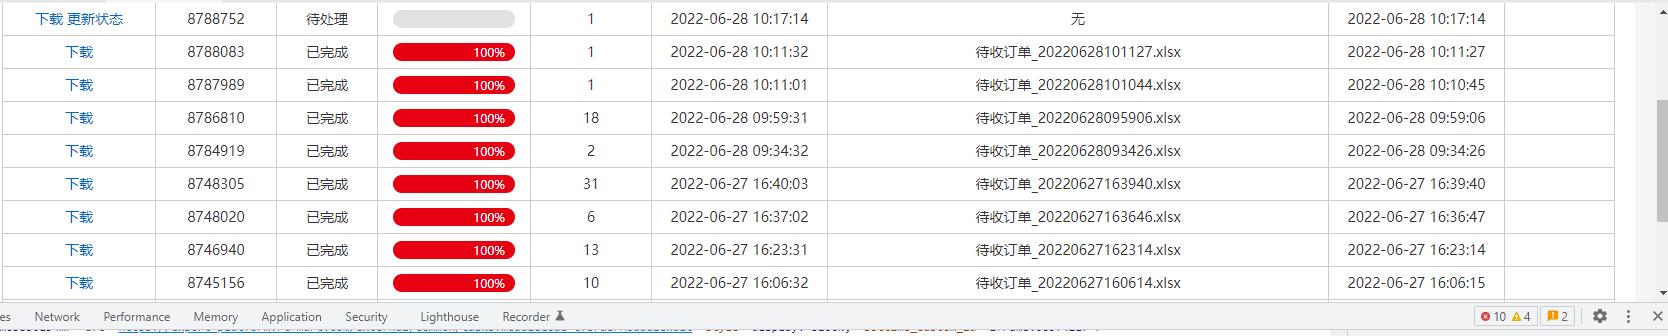 下载 更新状态 8788752 待处理 1 2022-06-28 10:17:14 无 2022-06-28 10:17:14
下载 8788083 已完成 100% 1 2022-06-28 10:11:32 待收订单_20220628101127.xlsx 2022-06-28 10:11:27
下载 8787989 已完成 100% 1 2022-06-28 10:11:01 待收订单_20220628101044.xlsx 2022-06-28 10:10:45
下载 8786810 已完成 100% 18 2022-06-28 09:59:31 待收订单_20220628095906.xlsx 2022-06-28 09:59:06
下载 8784919 已完成 100% 2 2022-06-28 09:34:32 待收订单_20220628093426.xlsx 2022-06-28 09:34:26
下载 8748305 已完成 100% 31 2022-06-27 16:40:03 待收订单_20220627163940.xlsx 2022-06-27 16:39:40
下载 8748020 已完成 100% 6 2022-06-27 16:37:02 待收订单_20220627163646.xlsx 2022-06-27 16:36:47
下载 8746940 已完成 100% 13 2022-06-27 16:23:31 待收订单_20220627162314.xlsx 2022-06-27 16:23:14
下载 8745156 已完成 100% 10 2022-06-27 16:06:32 待收订单_20220627160614.xlsx 2022-06-27 16:06:15
es Network Performance Memory Application Security Lighthouse Recorder 10 4 2